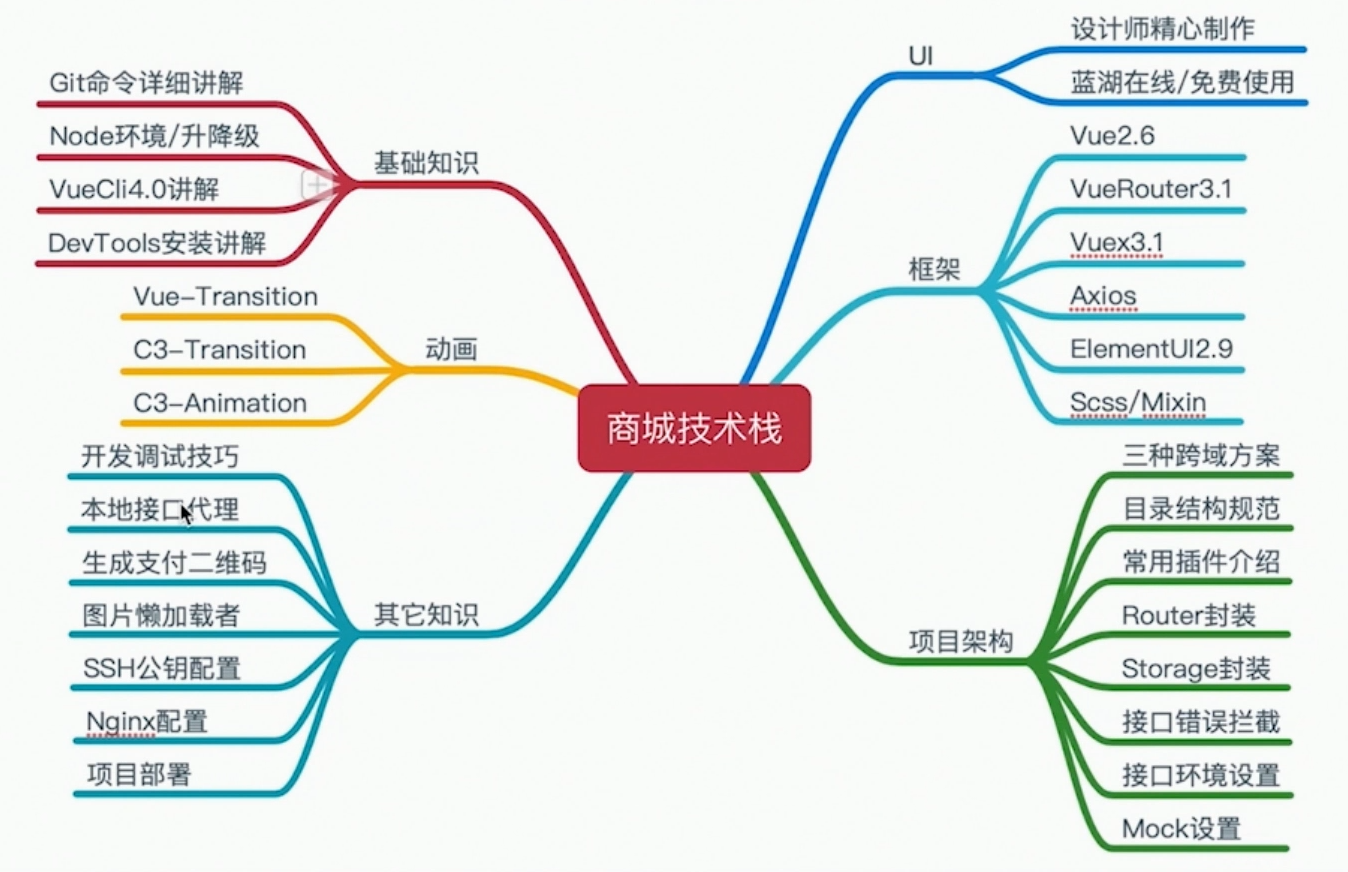 商城技术栈
基础知识
Git命令详细讲解
Node环境/升降级
VueCli4.0讲解
DevTools安装讲解
动画
Vue-Transition
C3-Transition
C3-Animation
其它知识
开发调试技巧
本地接口代理
生成支付二维码
图片懒加载者
SSH公钥配置
Nginx配置
项目部署
UI
设计师精心制作
蓝湖在线/免费使用
框架
Vue2.6
VueRouter3.1
Vuex3.1
Axios
ElementUI2.9
Scss/Mixin
项目架构
三种跨域方案
目录结构规范
常用插件介绍
Router封装
Storage封装
接口错误拦截
接口环境设置
Mock设置